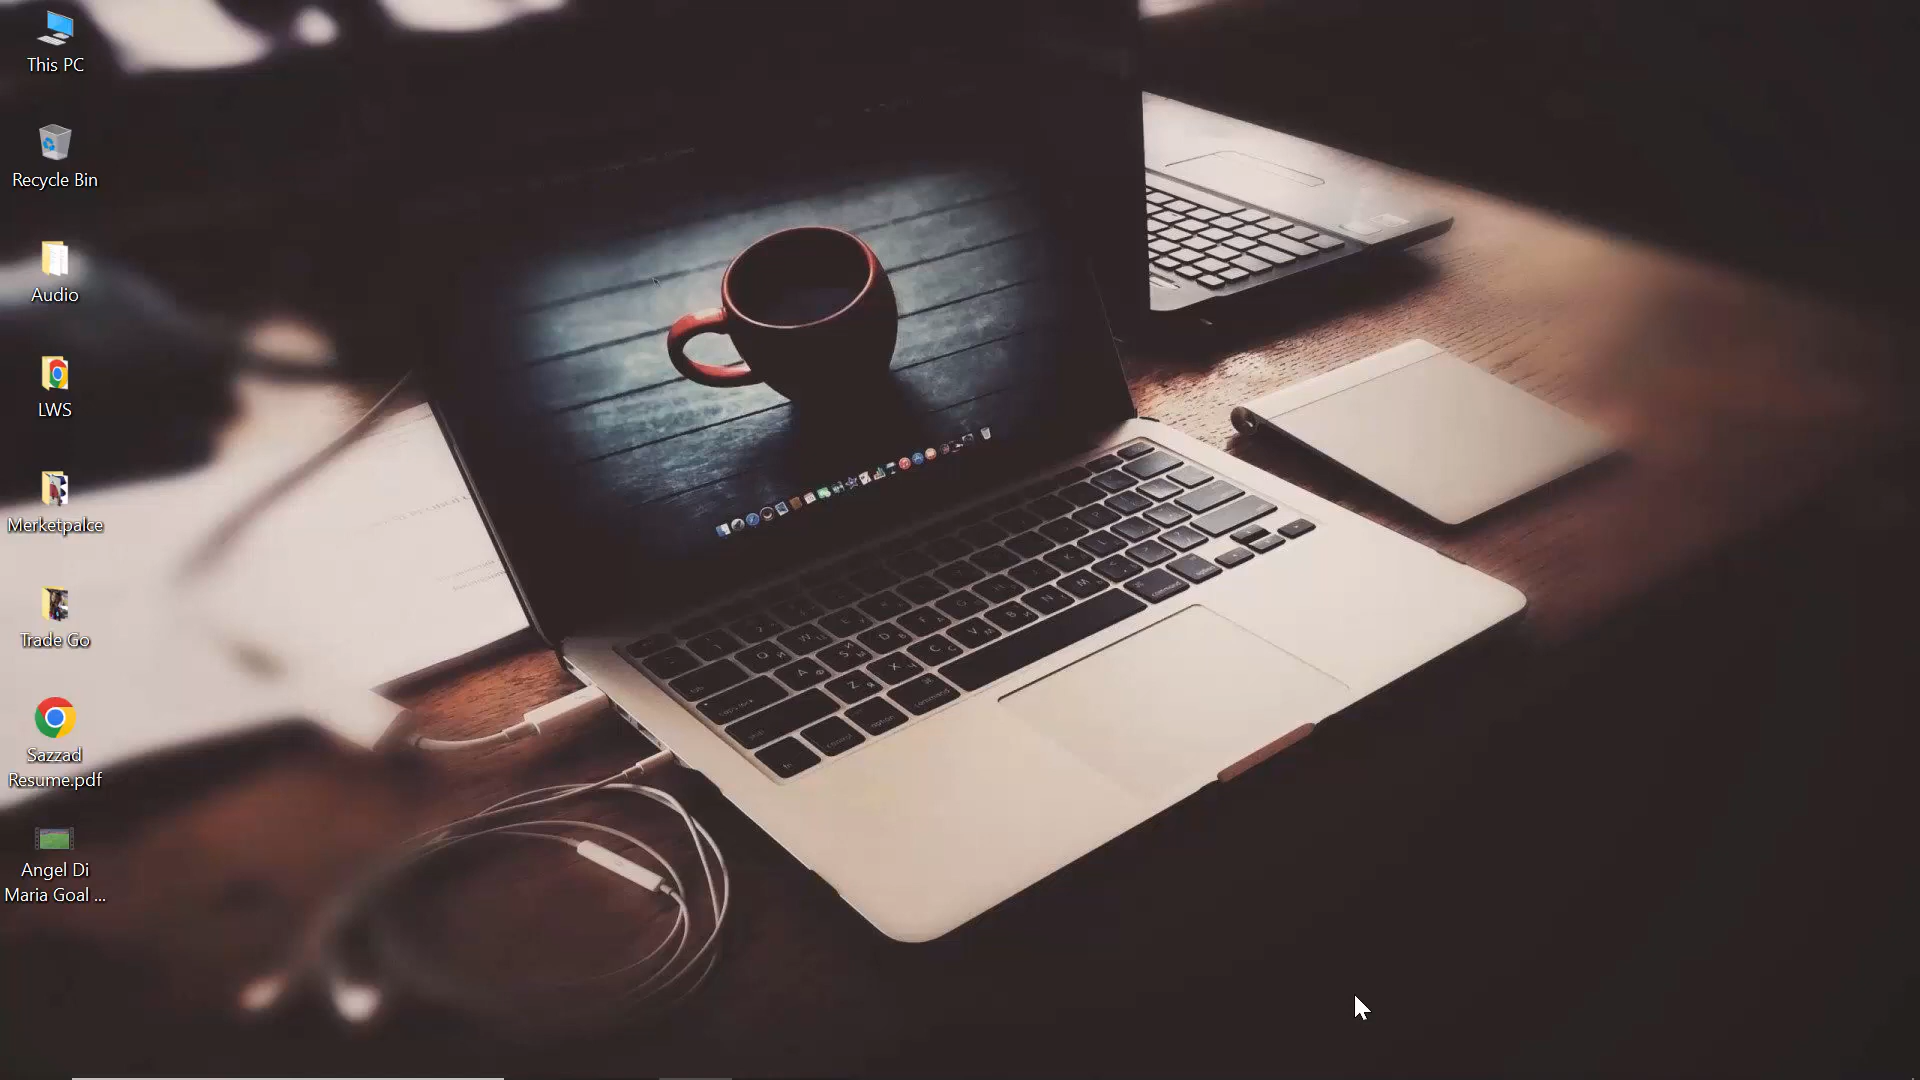 This PC
Recycle Bin
Audio
LWS
Merketpalce
Trade Go
Sazzad
Resume.pdf
Angel Di
Maria Goal ...